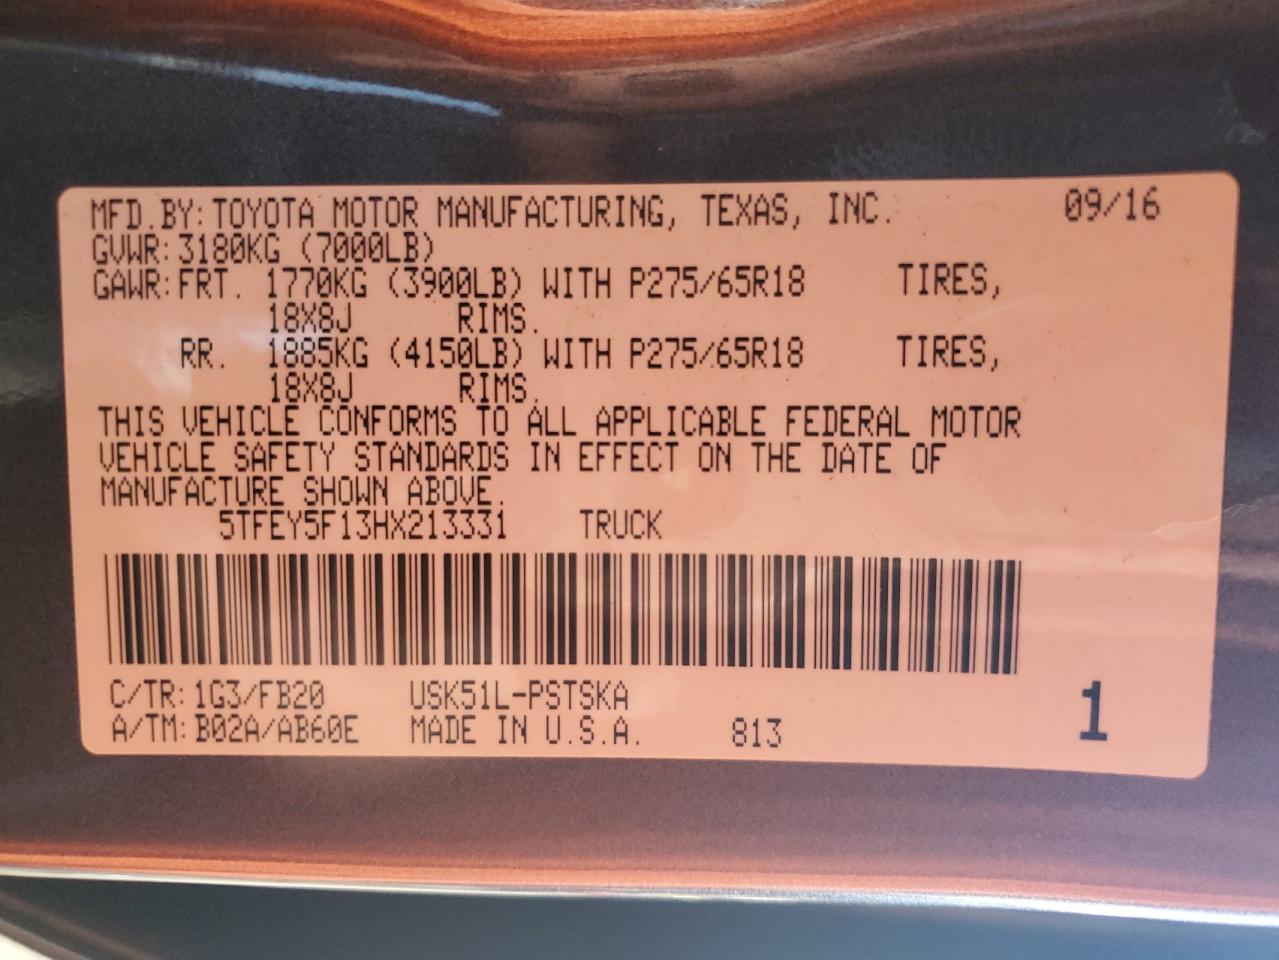 MFD.BY:TOYOTA MOTOR MANUFACTURING, TEXAS, INC. 09/16
GVWR:3180KG (7000LB)
GAWR:FRT. 1770KG (3900LB) WITH P275/65R18 TIRES,
18X8J RIMS.
RR. 1885KG (4150LB) WITH P275/65R18 TIRES,
18X8J RIMS.
THIS VEHICLE CONFORMS TO ALL APPLICABLE FEDERAL MOTOR
VEHICLE SAFETY STANDARDS IN EFFECT ON THE DATE OF
MANUFACTURE SHOWN ABOVE.
5TFEY5F13HX213331 TRUCK
C/TR:1G3/FB20 USK51L-PSTSKA 1
A/TM:B02A/AB60E MADE IN U.S.A. 813